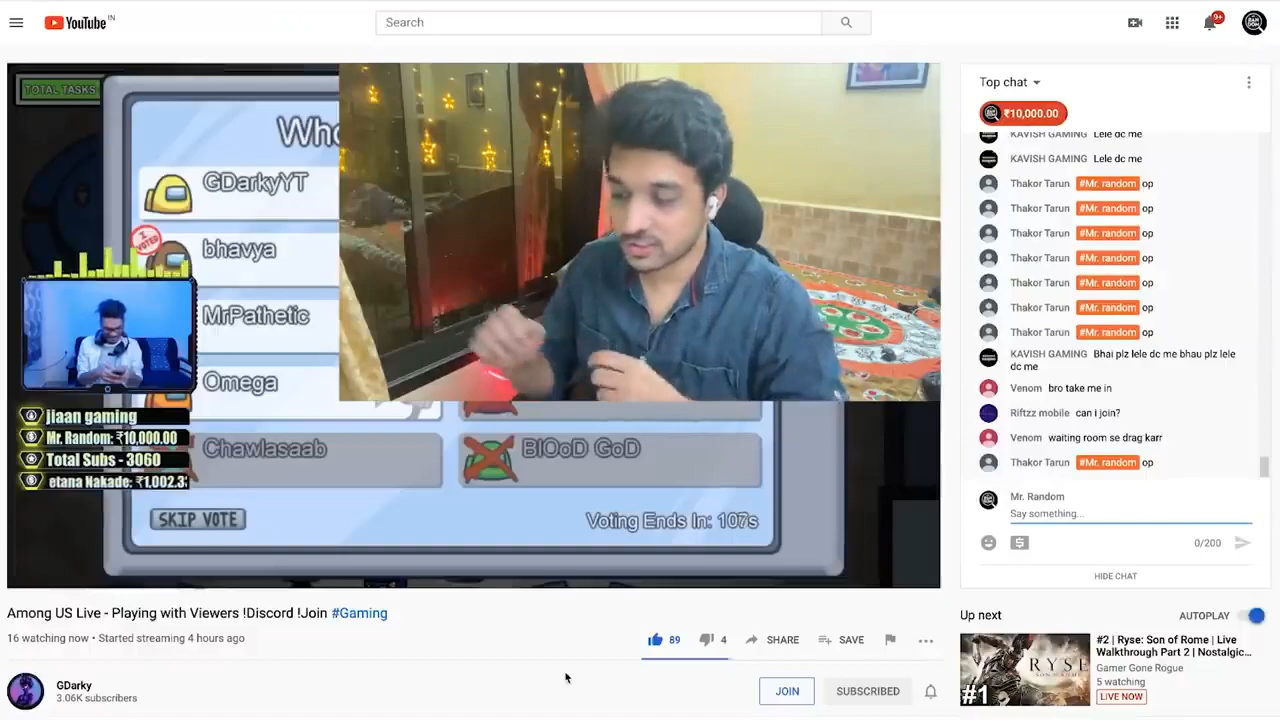 YouTube IN
Search
9+
TOTAL TASKS
Who
GDarkyYT
bhavya
I VOTED
MrPathetic
Omega
Chawlasaab
BlOoD GoD
SKIP VOTE
Voting Ends In: 107s
jiaan gaming
Mr. Random: ₹10,000.00
Total Subs - 3060
etana Nakade: ₹1,002.3
Top chat
₹10,000.00
KAVISH GAMING Lele dc me
KAVISH GAMING Lele dc me
Thakor Tarun #Mr. random op
Thakor Tarun #Mr. random op
Thakor Tarun #Mr. random op
Thakor Tarun #Mr. random op
Thakor Tarun #Mr. random op
Thakor Tarun #Mr. random op
Thakor Tarun #Mr. random op
KAVISH GAMING Bhai plz lele dc me bhau plz lele
dc me
Venom bro take me in
Riftzz mobile can i join?
Venom waiting room se drag karr
Thakor Tarun #Mr. random op
Mr. Random
Say something...
0/200
HIDE CHAT
Among US Live - Playing with Viewers !Discord !Join #Gaming
16 watching now • Started streaming 4 hours ago
89 4 SHARE SAVE
GDarky
3.06K subscribers
JOIN SUBSCRIBED
Up next AUTOPLAY
#2 | Ryse: Son of Rome | Live
Walkthrough Part 2 | Nostalgic...
Gamer Gone Rogue
5 watching
LIVE NOW
RYSE
#1